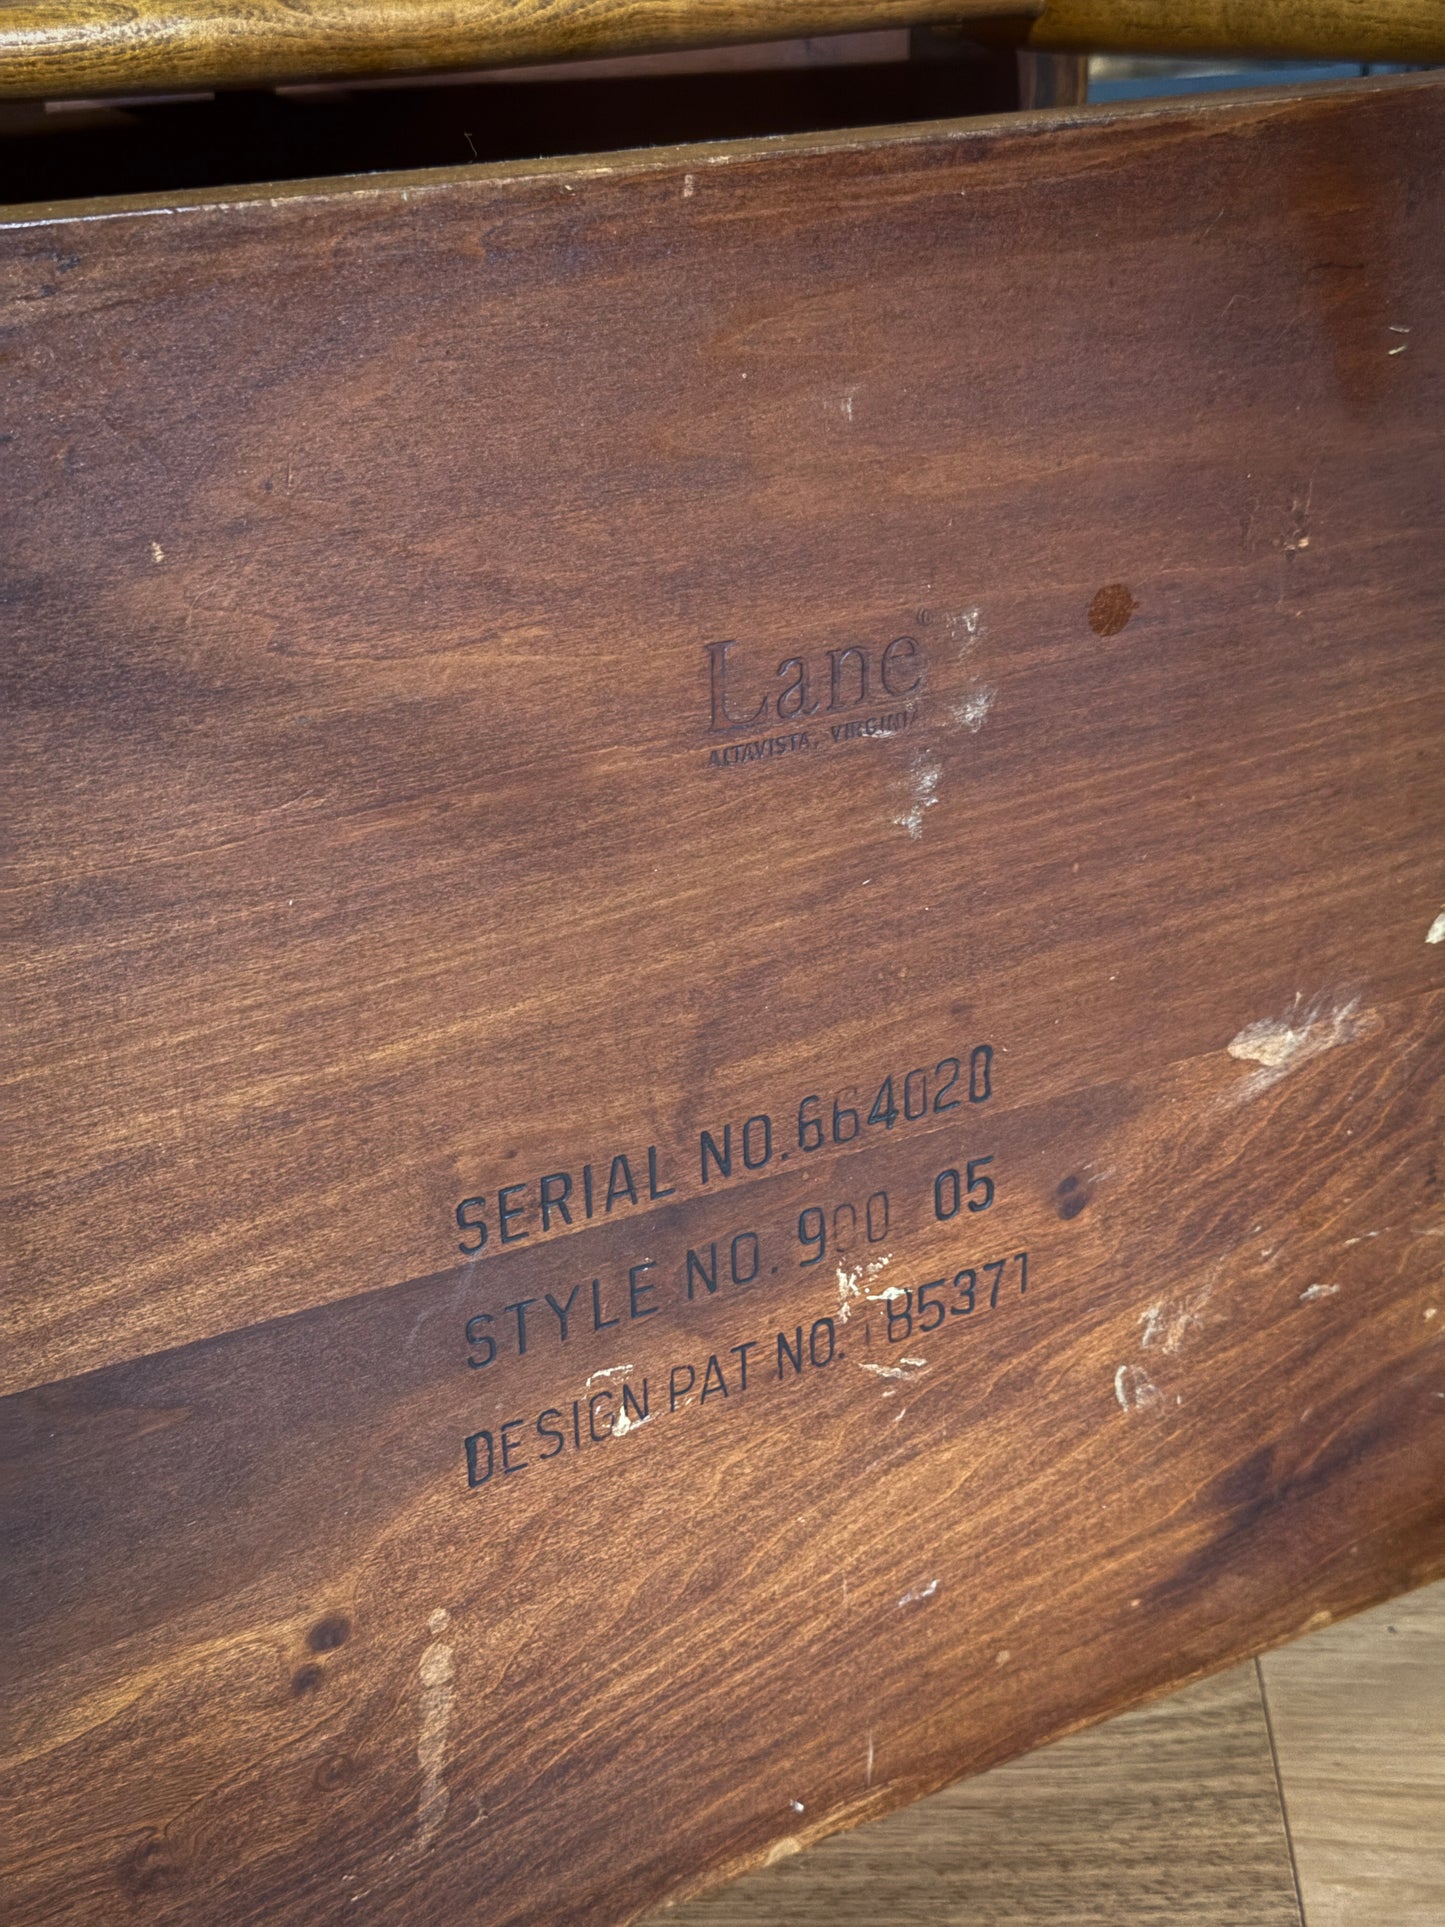 Lane®
ALTAVISTA, VIRGINIA
SERIAL NO. 664020
STYLE NO. 900 05
DESIGN PAT NO. 185371